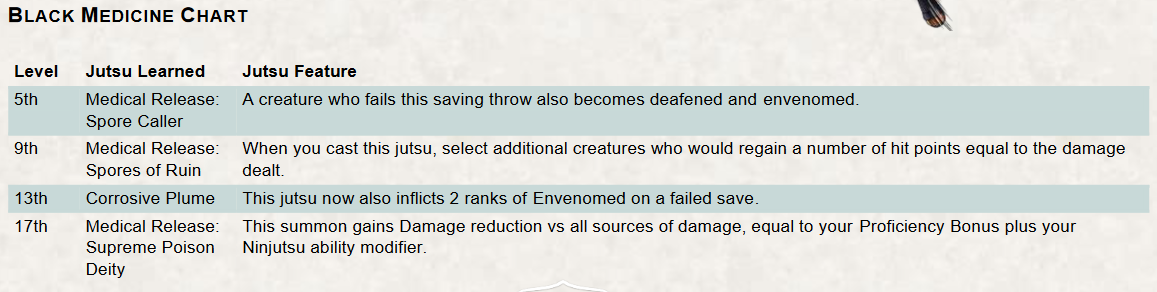 BLACK MEDICINE CHART
Level Jutsu Learned Jutsu Feature
5th Medical Release: A creature who fails this saving throw also becomes deafened and envenomed.
Spore Caller
9th Medical Release: When you cast this jutsu, select additional creatures who would regain a number of hit points equal to the damage
Spores of Ruin dealt.
13th Corrosive Plume This jutsu now also inflicts 2 ranks of Envenomed on a failed save.
17th Medical Release: This summon gains Damage reduction vs all sources of damage, equal to your Proficiency Bonus plus your
Supreme Poison Ninjutsu ability modifier.
Deity